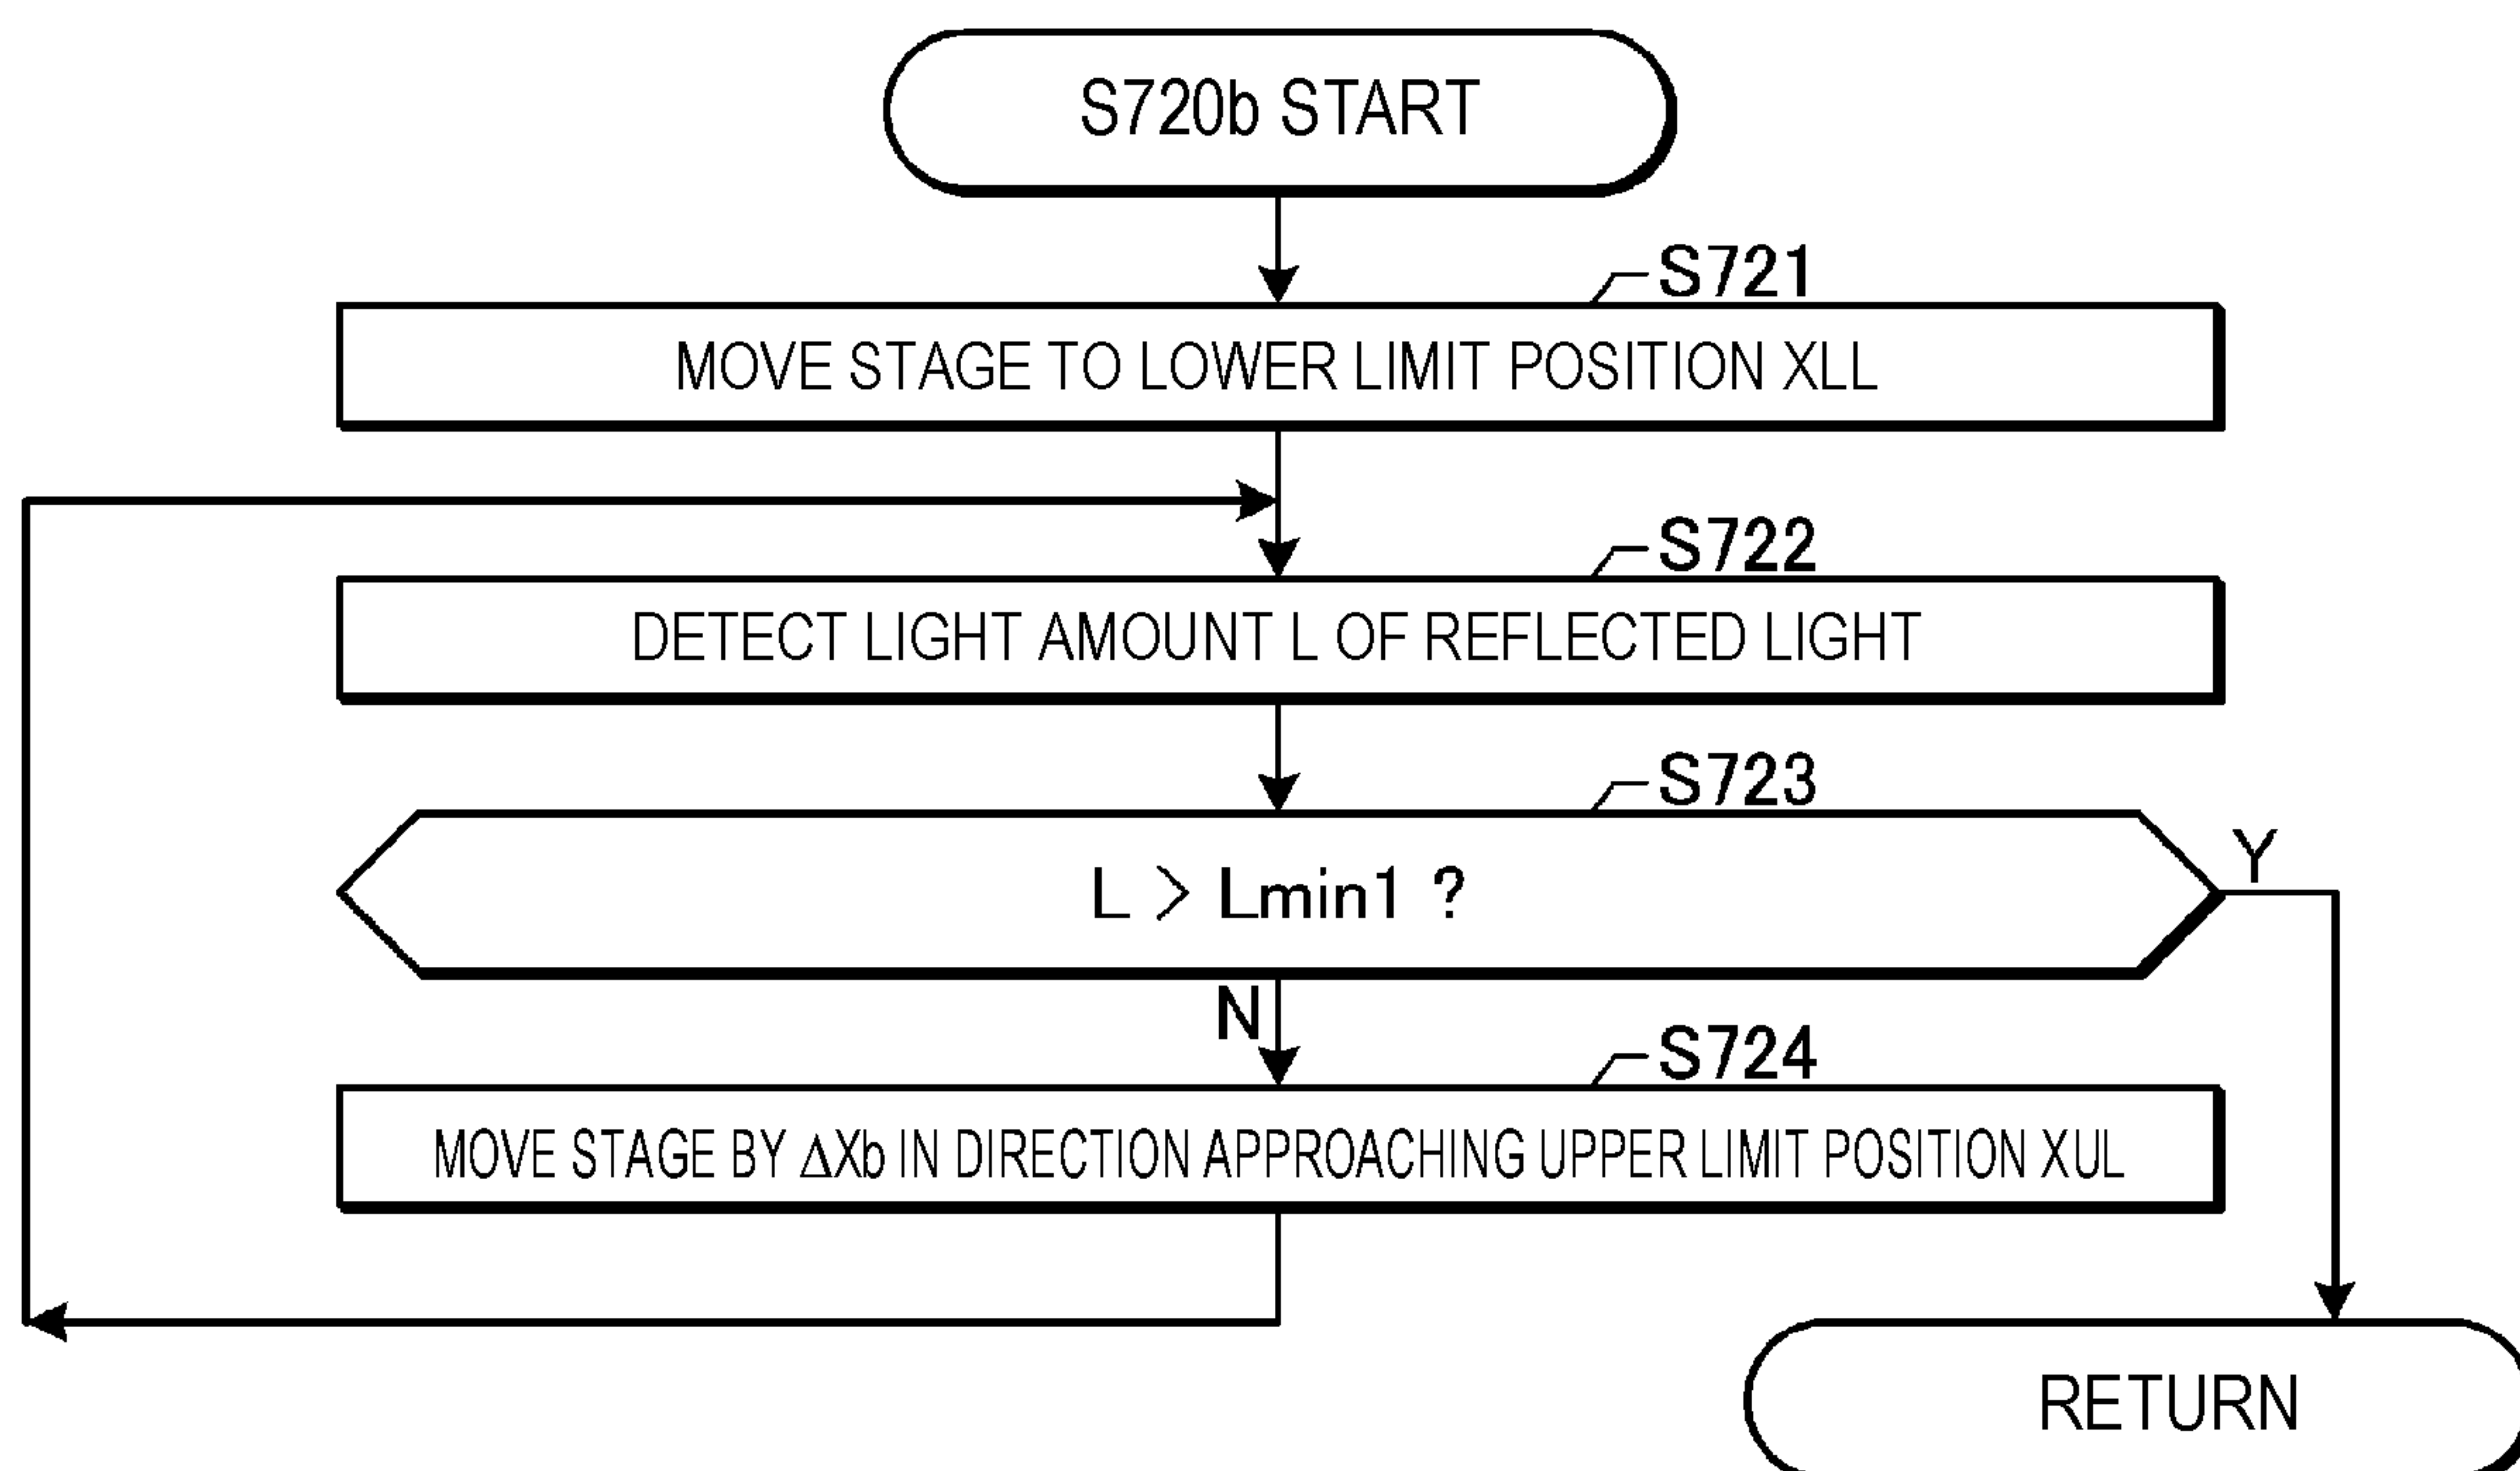 S720b START
S721
MOVE STAGE TO LOWER LIMIT POSITION XLL
S722
DETECT LIGHT AMOUNT L OF REFLECTED LIGHT
S723
L > Lmin1 ?
Y
N
S724
MOVE STAGE BY ΔXb IN DIRECTION APPROACHING UPPER LIMIT POSITION XUL
RETURN